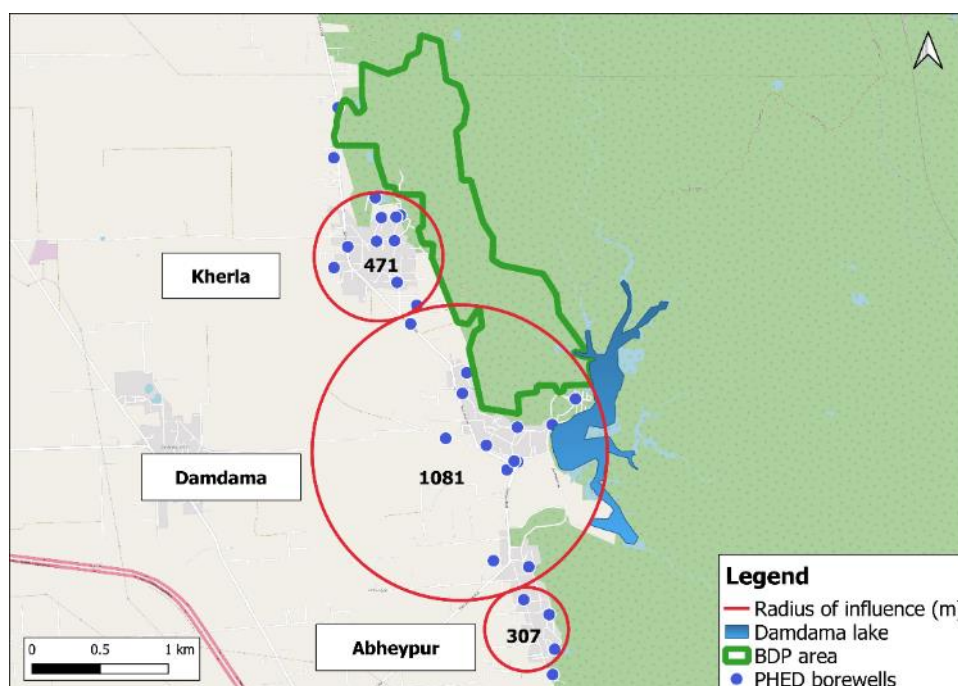 Kherla
471
Damdama
1081
Abheypur
307
0 0.5 1 km
Legend
Radius of influence (m)
Damdama lake
BDP area
PHED borewells